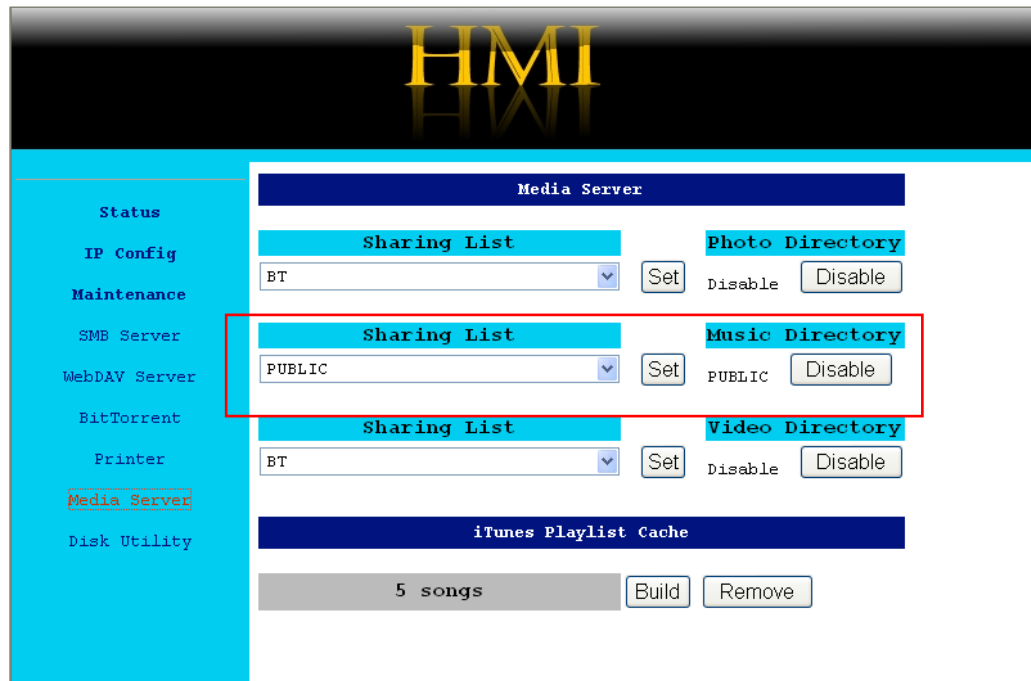 HMI
Status
IP Config
Maintenance
SMB Server
WebDAV Server
BitTorrent
Printer
Media Server
Disk Utility
Media Server
Sharing List Photo Directory
BT Set Disable Disable
Sharing List Music Directory
PUBLIC Set PUBLIC Disable
Sharing List Video Directory
BT Set Disable Disable
iTunes Playlist Cache
5 songs Build Remove